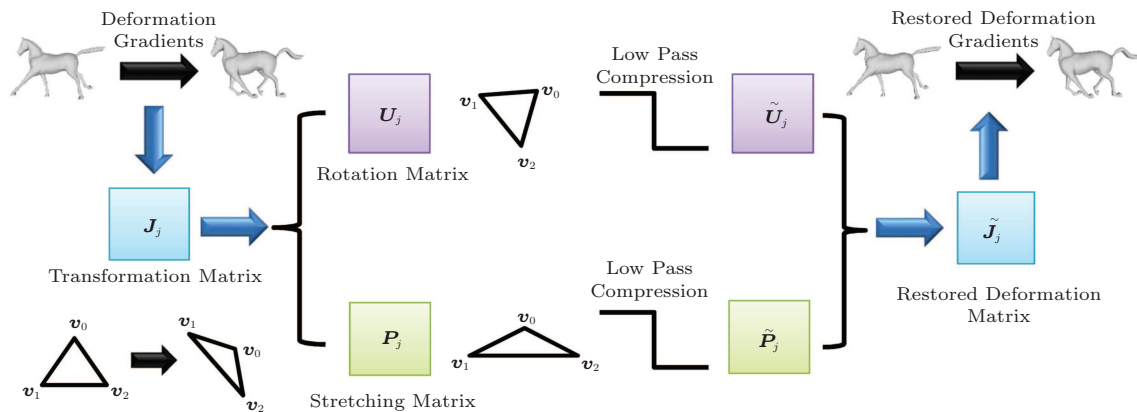 Deformation
Gradients
Restored Deformation
Gradients
Low Pass
Compression
U_j
v_0
v_1
v_2
Ũ_j
Rotation Matrix
J_j
J̃_j
Transformation Matrix
Low Pass
Compression
Restored Deformation
Matrix
v_0
v_1
v_1
v_2
v_0
v_2
P_j
v_0
v_1
v_2
P̃_j
Stretching Matrix